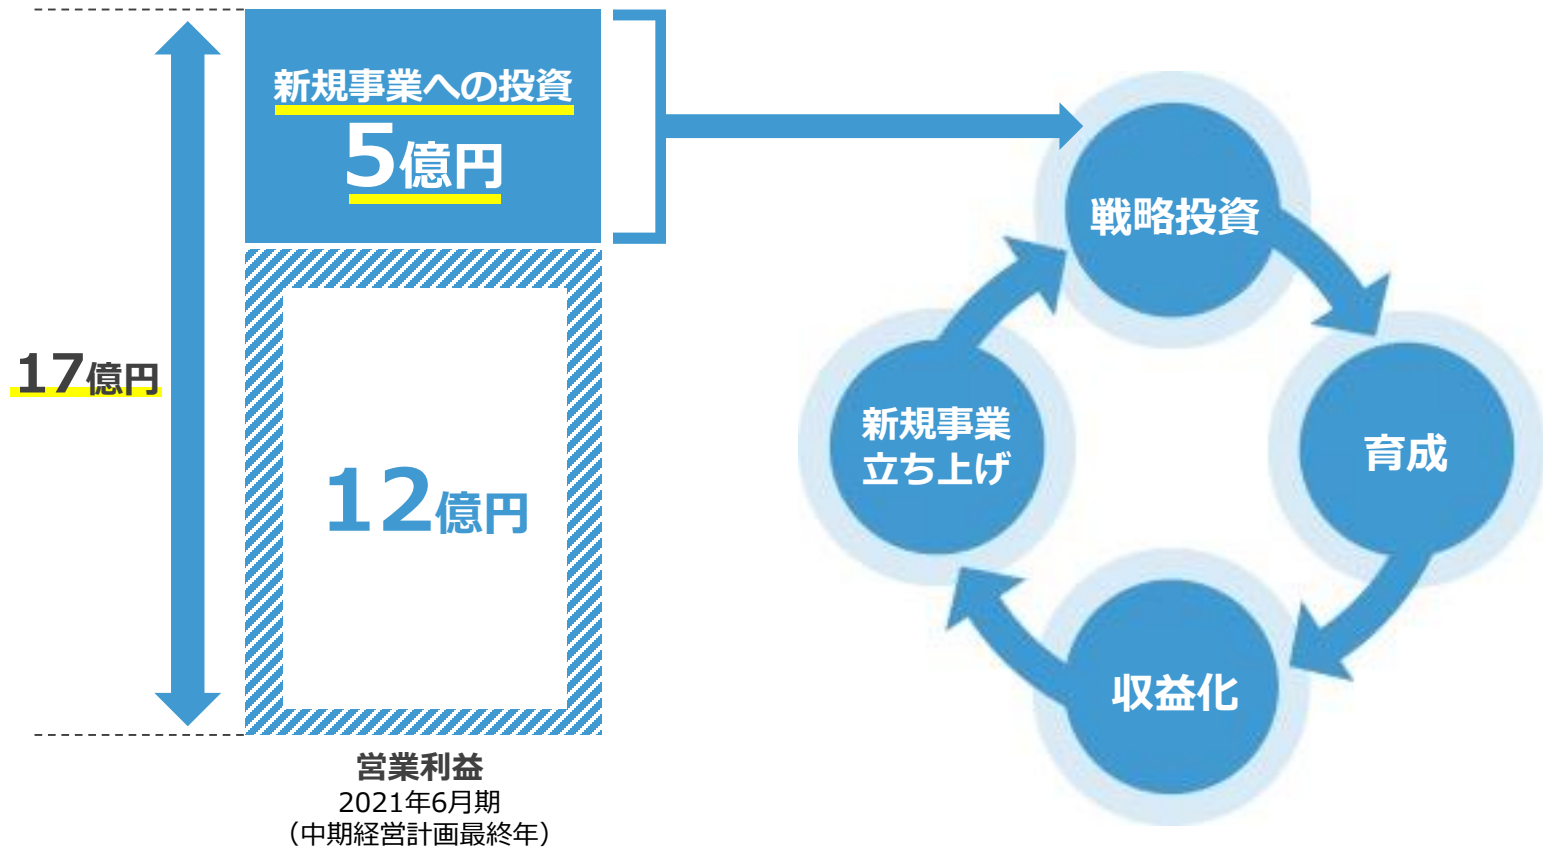 新規事業への投資
5億円
17億円
12億円
営業利益
2021年6月期
（中期経営計画最終年）
戦略投資
育成
収益化
新規事業
立ち上げ